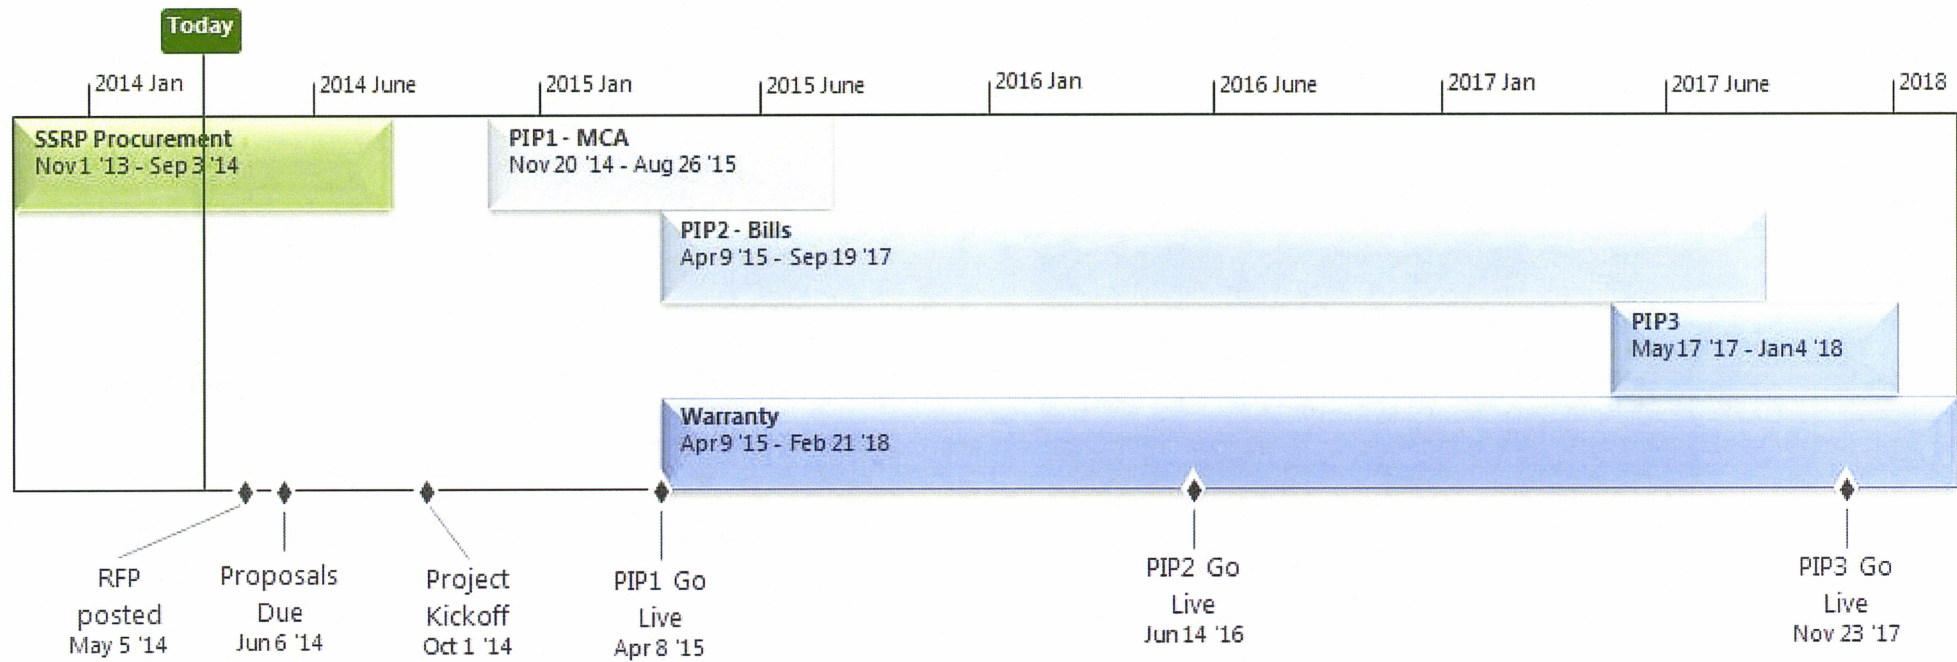 Today
2014 Jan
2014 June
2015 Jan
2015 June
2016 Jan
2016 June
2017 Jan
2017 June
2018
SSRP Procurement
Nov 1 '13 - Sep 3 '14
PIP1 - MCA
Nov 20 '14 - Aug 26 '15
PIP2 - Bills
Apr 9 '15 - Sep 19 '17
PIP3
May 17 '17 - Jan 4 '18
Warranty
Apr 9 '15 - Feb 21 '18
RFP
posted
May 5 '14
Proposals
Due
Jun 6 '14
Project
Kickoff
Oct 1 '14
PIP1 Go
Live
Apr 8 '15
PIP2 Go
Live
Jun 14 '16
PIP3 Go
Live
Nov 23 '17